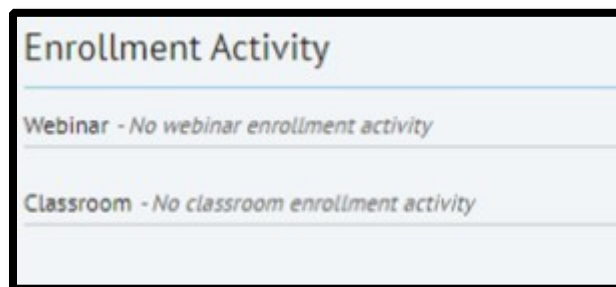 Enrollment Activity
Webinar - No webinar enrollment activity
Classroom - No classroom enrollment activity